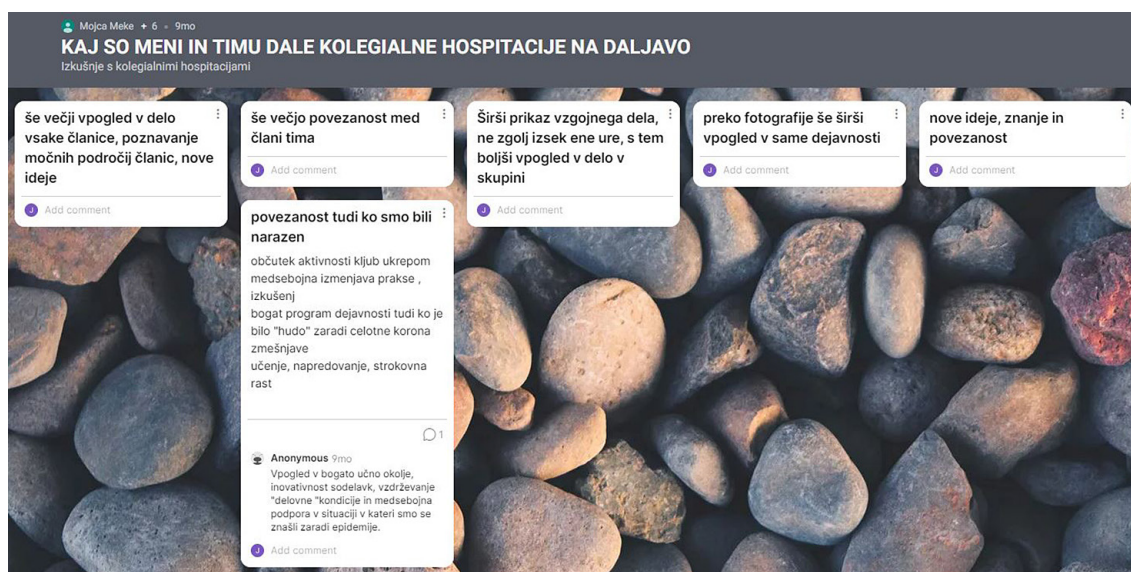 Mojca Meke + 6 • 9mo
KAJ SO MENI IN TIMU DALE KOLEGIALNE HOSPITACIJE NA DALJAVO
Izkušnje s kolegialnimi hospitacijami
še večji vpogled v delo
vsake članice, poznavanje
močnih področij članic, nove
ideje
J Add comment
še večjo povezanost med
člani tima
J Add comment
povezanost tudi ko smo bili
narazen
občutek aktivnosti kljub ukrepom
medsebojna izmenjava prakse ,
izkušenj
bogat program dejavnosti tudi ko je
bilo "hudo" zaradi celotne korona
zmešnjave
učenje, napredovanje, strokovna
rast
1
Anonymous 9mo
Vpogled v bogato učno okolje,
inovativnost sodelavk, vzdrževanje
"delovne "kondicije in medsebojna
podpora v situaciji v kateri smo se
znašli zaradi epidemije.
J Add comment
Širši prikaz vzgojnega dela,
ne zgolj izsek ene ure, s tem
boljši vpogled v delo v
skupini
J Add comment
preko fotografije še širši
vpogled v same dejavnosti
J Add comment
nove ideje, znanje in
povezanost
J Add comment